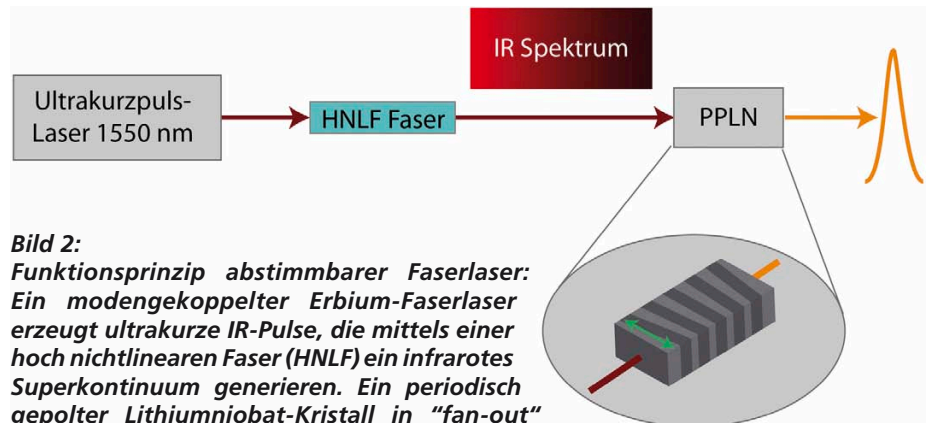 IR Spektrum
Ultrakurzpuls-
Laser 1550 nm
HNLF Faser
PPLN
Bild 2:
Funktionsprinzip abstimmbarer Faserlaser:
Ein modengekoppelter Erbium-Faserlaser
erzeugt ultrakurze IR-Pulse, die mittels einer
hoch nichtlinearen Faser (HNLF) ein infrarotes
Superkontinuum generieren. Ein periodisch
gepolter Lithiumniobat-Kristall in “fan-out“